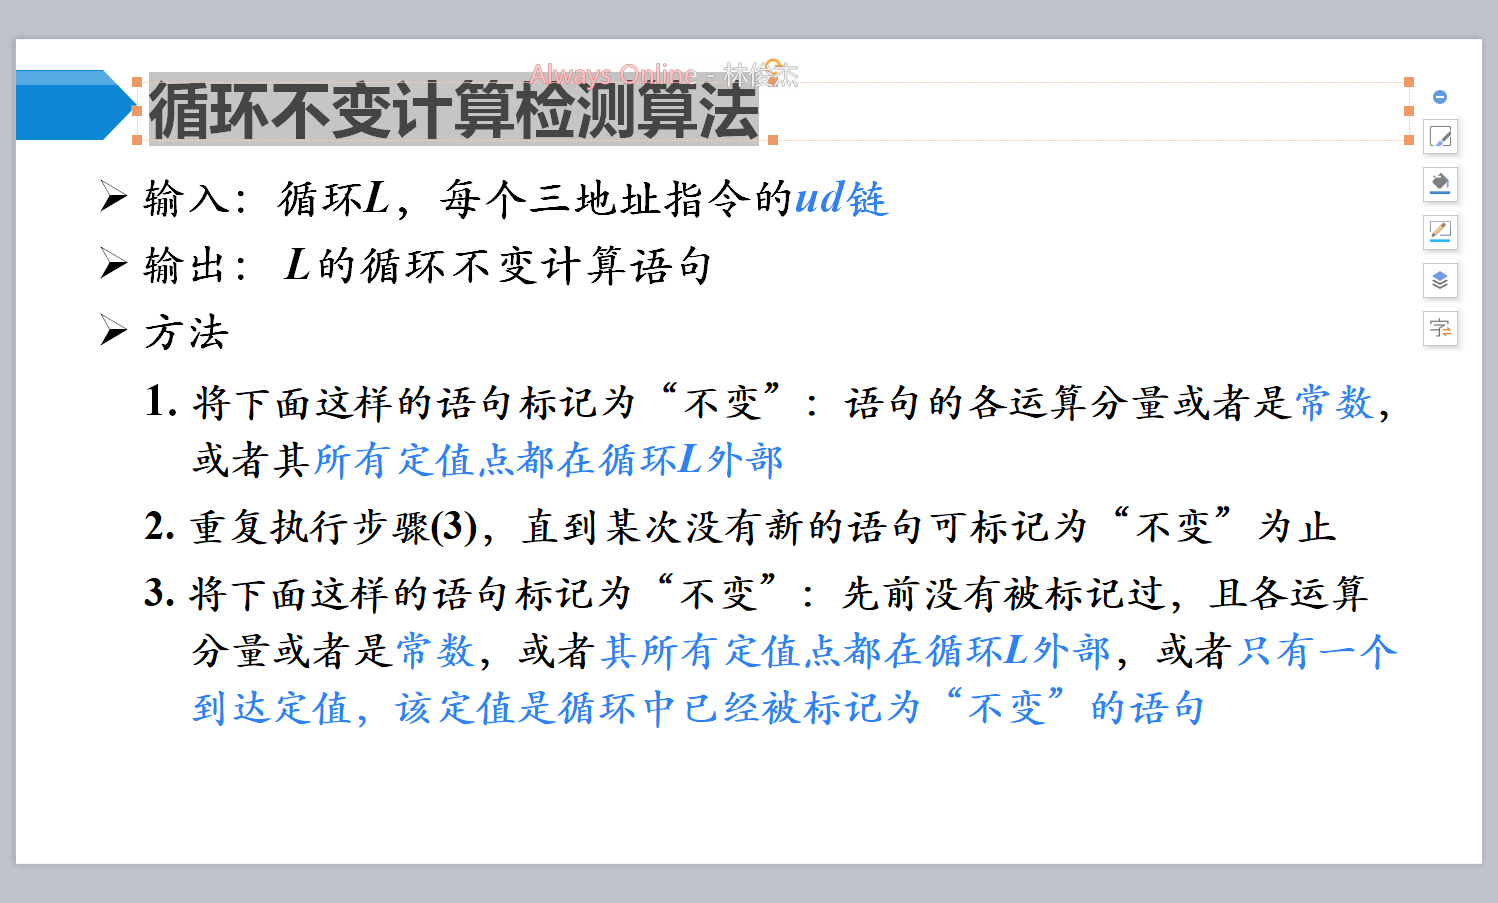 Always Online - 林俊杰
循环不变计算检测算法
➢ 输入：循环L，每个三地址指令的ud链
➢ 输出： L的循环不变计算语句
➢ 方法
1. 将下面这样的语句标记为“不变”：语句的各运算分量或者是常数，
或者其所有定值点都在循环L外部
2. 重复执行步骤(3)，直到某次没有新的语句可标记为“不变”为止
3. 将下面这样的语句标记为“不变”：先前没有被标记过，且各运算
分量或者是常数，或者其所有定值点都在循环L外部，或者只有一个
到达定值，该定值是循环中已经被标记为“不变”的语句
字